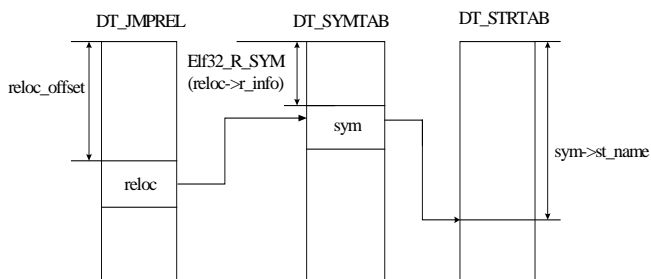 DT_JMPREL
DT_SYMTAB
DT_STRTAB
reloc_offset
Elf32_R_SYM
(reloc->r_info)
sym
reloc
sym->st_name